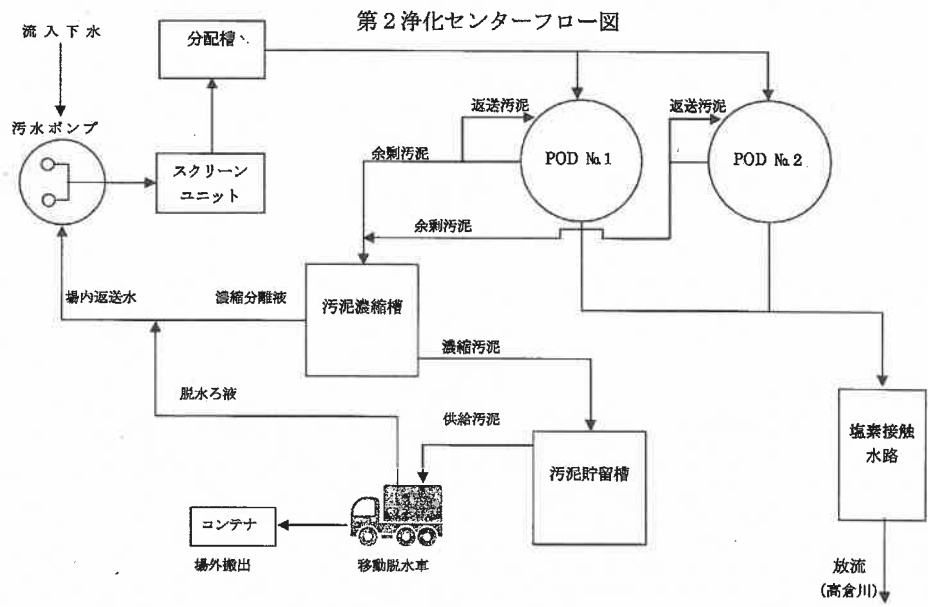 第２浄化センターフロー図
流入下水
分配槽
汚水ポンプ
スクリーン
ユニット
返送汚泥
返送汚泥
POD №1
POD №2
余剰汚泥
余剰汚泥
場内返送水
濃縮分離液
汚泥濃縮槽
濃縮汚泥
脱水ろ液
供給汚泥
汚泥貯留槽
塩素接触
水路
コンテナ
場外搬出
移動脱水車
放流
(高倉川)